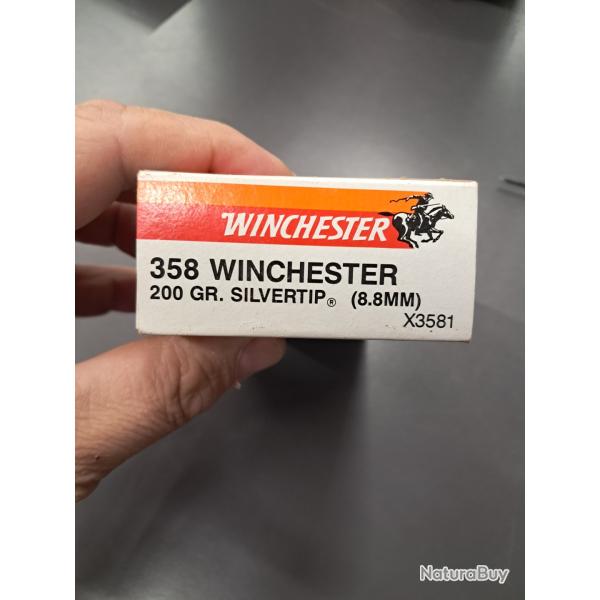 WINCHESTER
358 WINCHESTER
200 GR. SILVERTIP® (8.8MM)
X3581
NaturaBuy